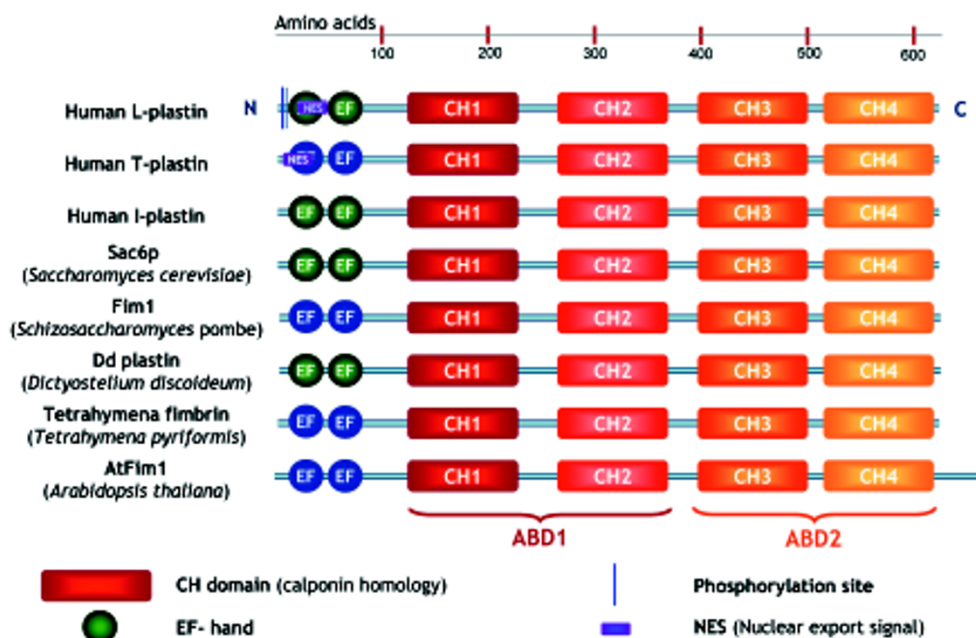 Amino acids
100 200 300 400 500 600
Human L-plastin N NES EF CH1 CH2 CH3 CH4 C
Human T-plastin NES EF CH1 CH2 CH3 CH4
Human I-plastin EF EF CH1 CH2 CH3 CH4
Sac6p
(Saccharomyces cerevisiae) EF EF CH1 CH2 CH3 CH4
Fim1
(Schizosaccharomyces pombe) EF EF CH1 CH2 CH3 CH4
Dd plastin
(Dictyostelium discoideum) EF EF CH1 CH2 CH3 CH4
Tetrahymena fimbrin
(Tetrahymena pyriformis) EF EF CH1 CH2 CH3 CH4
AtFim1
(Arabidopsis thaliana) EF EF CH1 CH2 CH3 CH4
ABD1 ABD2
CH domain (calponin homology) Phosphorylation site
EF- hand NES (Nuclear export signal)